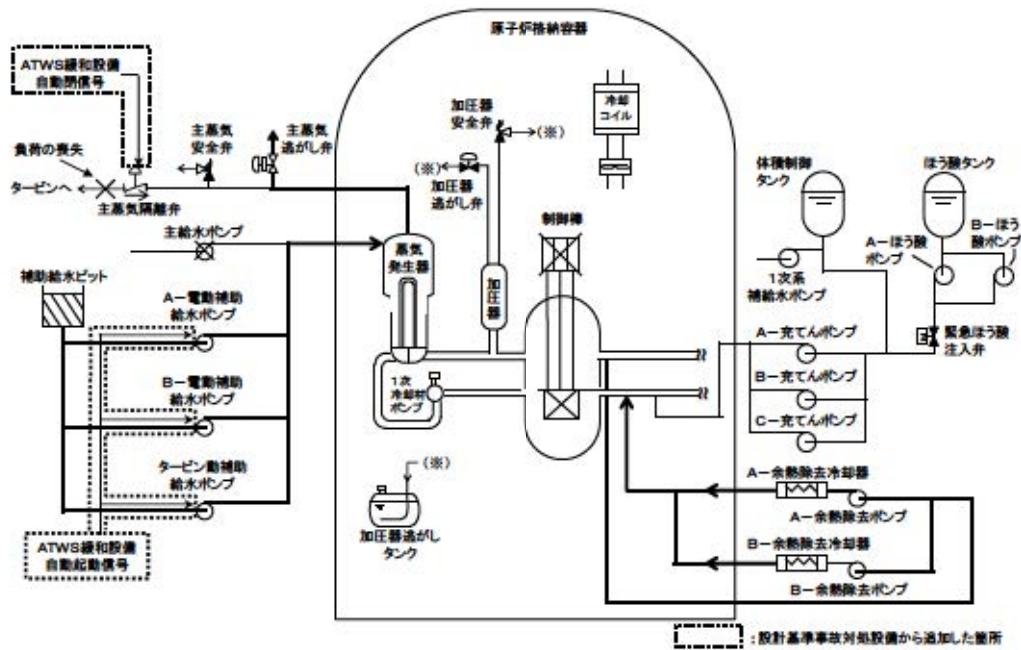 原子炉格納容器
ATWS緩和設備
自動閉信号
負荷の喪失
タービンへ
主蒸気隔離弁
主蒸気
安全弁
主蒸気
逃がし弁
加圧器
安全弁
(※)
(※)
加圧器
逃がし弁
冷却
コイル
制御棒
体積制御
タンク
ほう酸タンク
A-ほう酸
ポンプ
B-ほう
酸ポンプ
1次系
補給水ポンプ
緊急ほう酸
注入弁
主給水ポンプ
蒸気
発生器
加圧器
補助給水ピット
A-電動補助
給水ポンプ
B-電動補助
給水ポンプ
タービン動補助
給水ポンプ
ATWS緩和設備
自動起動信号
1次
冷却材
ポンプ
(※)
加圧器逃がし
タンク
A-充てんポンプ
B-充てんポンプ
C-充てんポンプ
A-余熱除去冷却器
A-余熱除去ポンプ
B-余熱除去冷却器
B-余熱除去ポンプ
:設計基準事故対処設備から追加した箇所